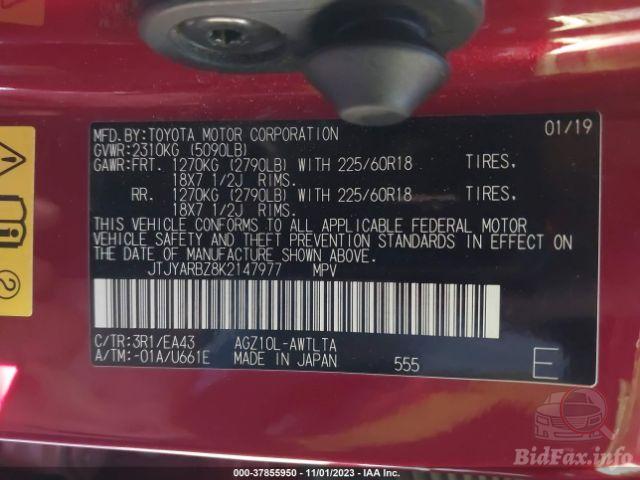 MFD.BY:TOYOTA MOTOR CORPORATION 01/19
GVWR:2310KG (5090LB)
GAWR:FRT. 1270KG (2790LB) WITH 225/60R18 TIRES,
18X7 1/2J RIMS.
RR. 1270KG (2790LB) WITH 225/60R18 TIRES,
18X7 1/2J RIMS.
THIS VEHICLE CONFORMS TO ALL APPLICABLE FEDERAL MOTOR
VEHICLE SAFETY AND THEFT PREVENTION STANDARDS IN EFFECT ON
THE DATE OF MANUFACTURE SHOWN ABOVE.
JTJYARBZ8K2147977 MPV
C/TR:3R1/EA43 AGZ10L-AWTLTA
A/TM:-01A/U661E MADE IN JAPAN 555 E
BidFax.info
000-37855950 - 11/01/2023 - IAA Inc.